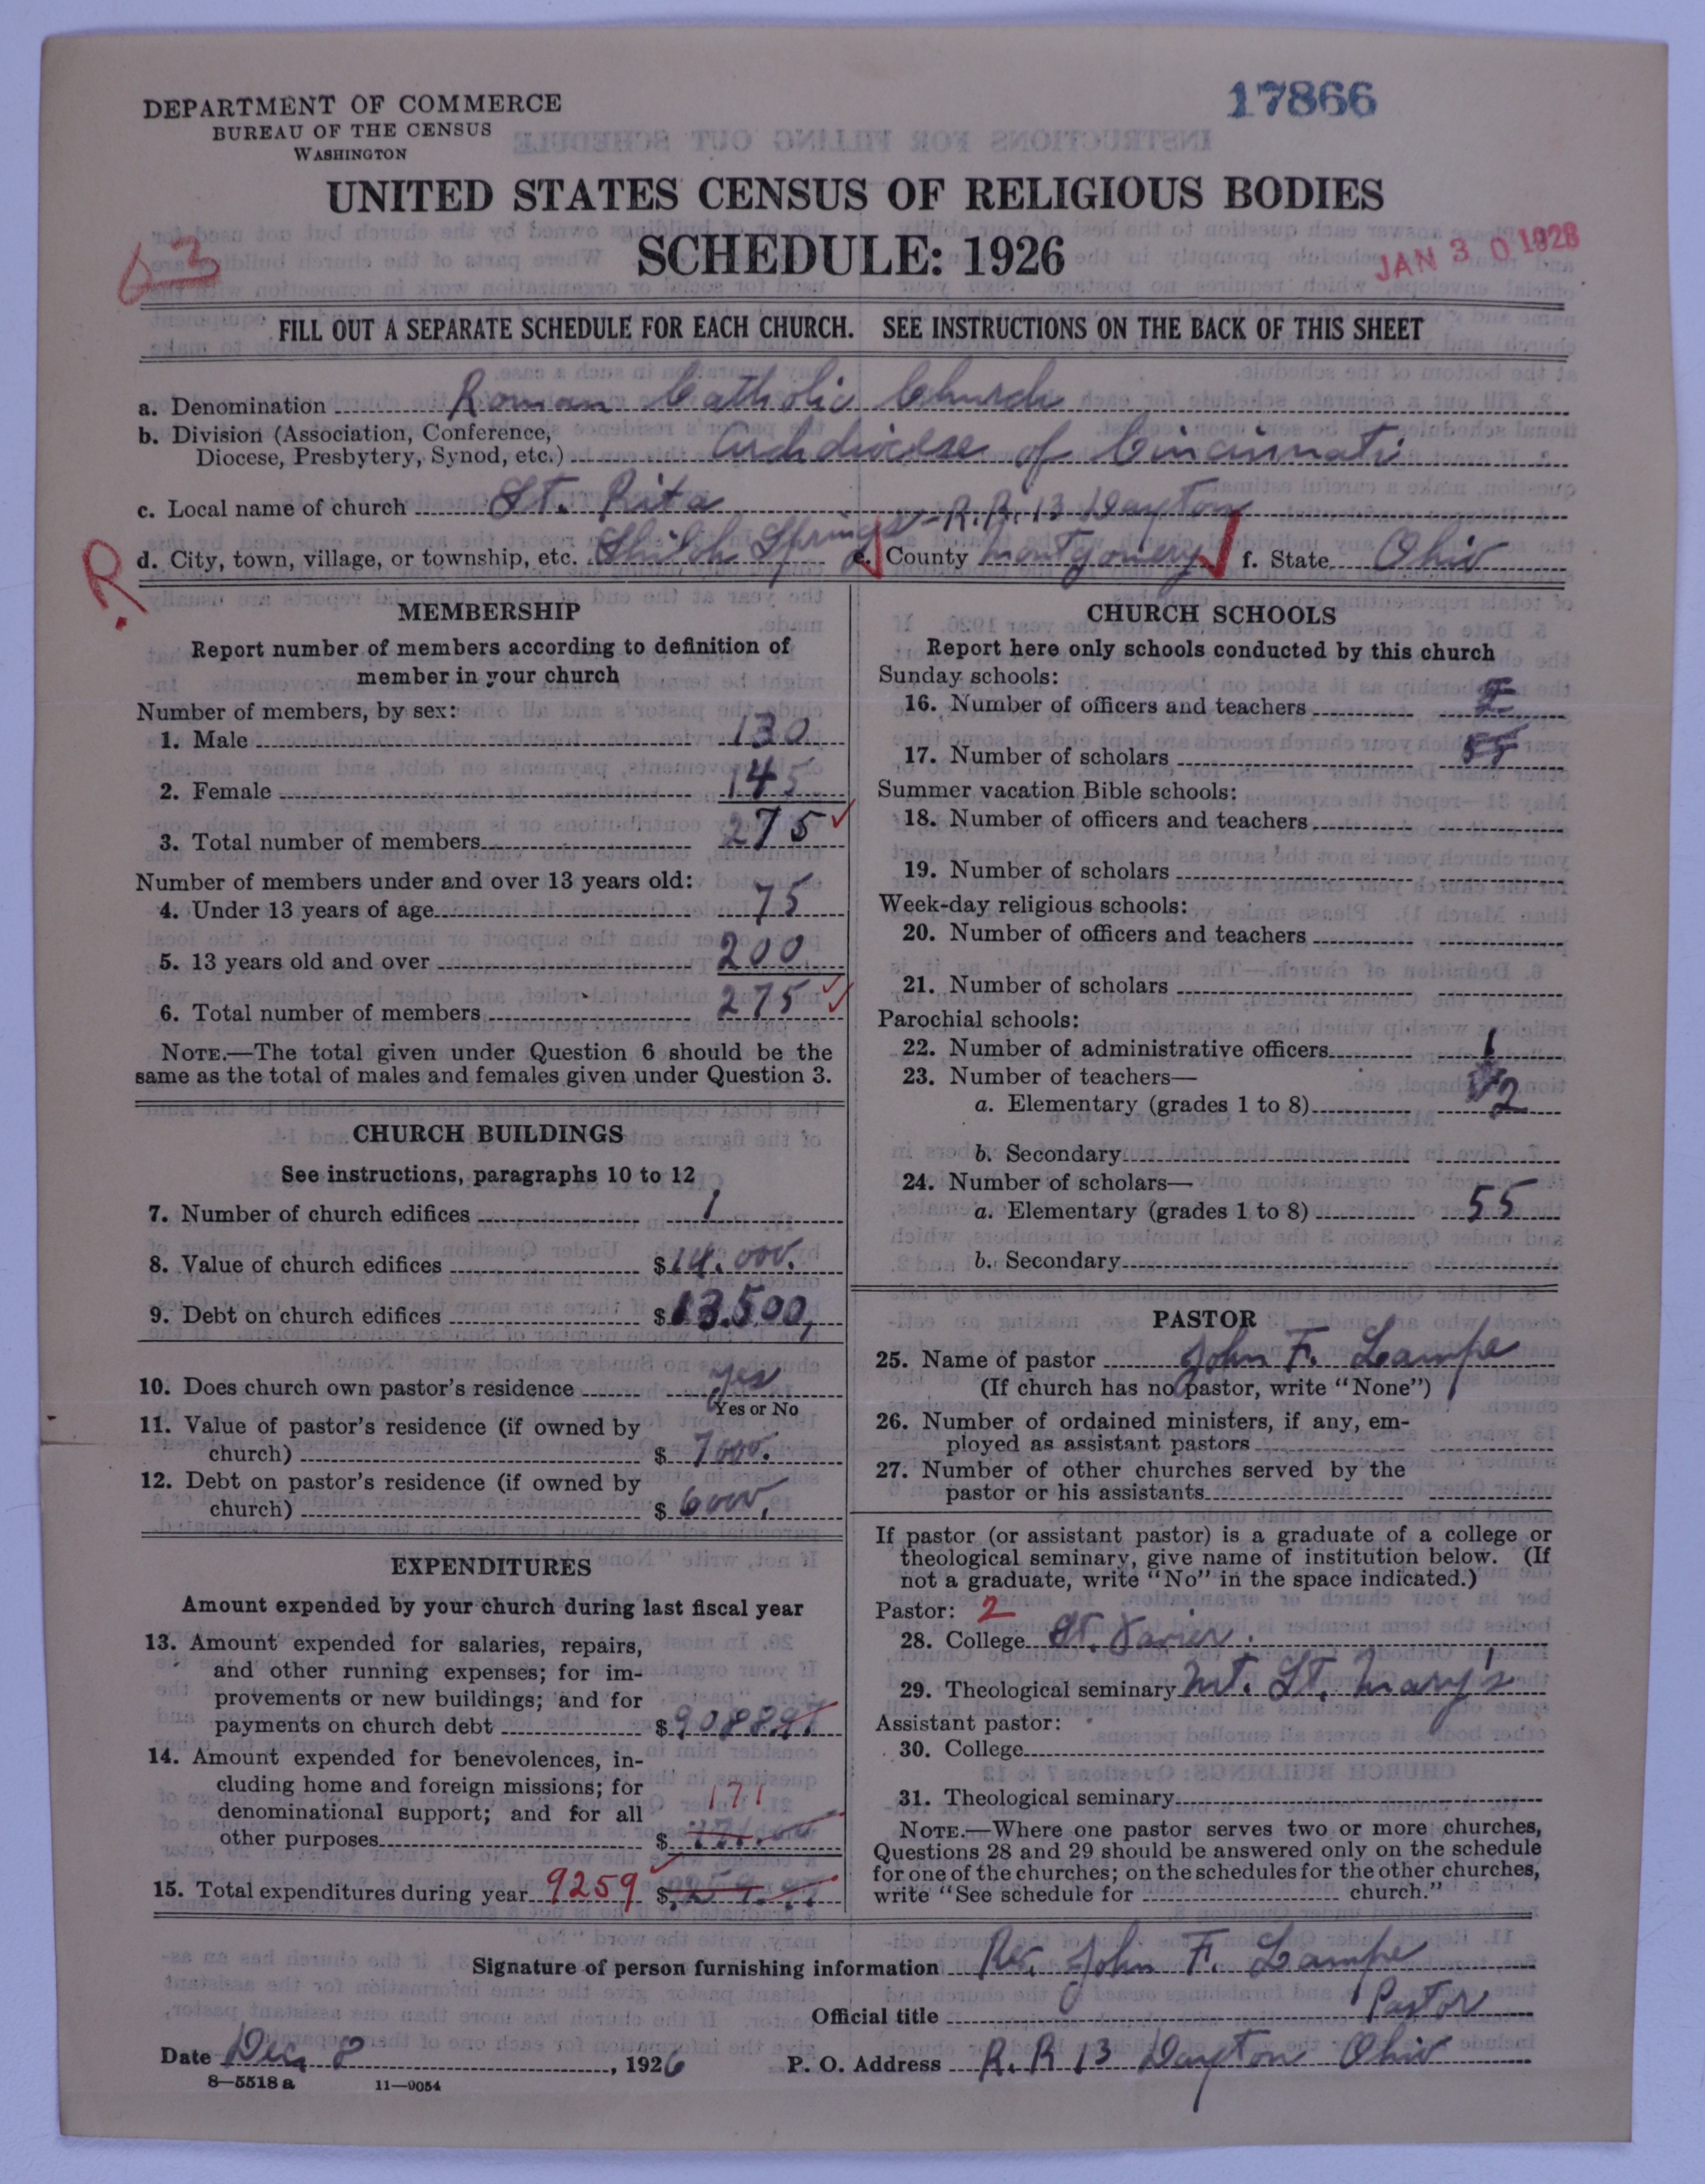 17866
DEPARTMENT OF COMMERCE
BUREAU OF THE CENSUS
WASHINGTON
UNITED STATES CENSUS OF RELIGIOUS BODIES
SCHEDULE: 1926
63
JAN 30 1928
FILL OUT A SEPARATE SCHEDULE FOR EACH CHURCH. SEE INSTRUCTIONS ON THE BACK OF THIS SHEET
a. Denomination Roman Catholic Church
b. Division (Association, Conference,
Diocese, Presbytery, Synod, etc.) Archdiocese of Cincinnati
c. Local name of church St. Rita - R.R. 13 Dayton
R. d. City, town, village, or township, etc. Shiloh Springs e. County Montgomery f. State Ohio
MEMBERSHIP
Report number of members according to definition of
member in your church
Number of members, by sex:
1. Male 130
2. Female 145
3. Total number of members 275
Number of members under and over 13 years old:
4. Under 13 years of age 75
5. 13 years old and over 200
6. Total number of members 275
NOTE.—The total given under Question 6 should be the
same as the total of males and females given under Question 3.
CHURCH BUILDINGS
See instructions, paragraphs 10 to 12
7. Number of church edifices 1
8. Value of church edifices $14.000.
9. Debt on church edifices $13.500,
10. Does church own pastor's residence yes
Yes or No
11. Value of pastor's residence (if owned by
church) $ 7000.
12. Debt on pastor's residence (if owned by
church) $ 6000.
EXPENDITURES
Amount expended by your church during last fiscal year
13. Amount expended for salaries, repairs,
and other running expenses; for im-
provements or new buildings; and for
payments on church debt $9088.97
14. Amount expended for benevolences, in-
cluding home and foreign missions; for 171
denominational support; and for all
other purposes $ 171.00
15. Total expenditures during year 9259 $
CHURCH SCHOOLS
Report here only schools conducted by this church
Sunday schools:
16. Number of officers and teachers
17. Number of scholars 55
Summer vacation Bible schools:
18. Number of officers and teachers
19. Number of scholars
Week-day religious schools:
20. Number of officers and teachers
21. Number of scholars
Parochial schools:
22. Number of administrative officers 1
23. Number of teachers—
a. Elementary (grades 1 to 8) 2
b. Secondary
24. Number of scholars—
a. Elementary (grades 1 to 8) 55
b. Secondary
PASTOR
25. Name of pastor John F. Lampe
(If church has no pastor, write "None")
26. Number of ordained ministers, if any, em-
ployed as assistant pastors
27. Number of other churches served by the
pastor or his assistants
If pastor (or assistant pastor) is a graduate of a college or
theological seminary, give name of institution below. (If
not a graduate, write "No" in the space indicated.)
Pastor: 2
28. College St. Xavier.
29. Theological seminary Mt. St. Mary's
Assistant pastor:
30. College
31. Theological seminary
NOTE.—Where one pastor serves two or more churches,
Questions 28 and 29 should be answered only on the schedule
for one of the churches; on the schedules for the other churches,
write "See schedule for church."
Signature of person furnishing information Rev. John F. Lampe
Official title Pastor
Date Dec. 8, 1926 P. O. Address R. R 13 Dayton Ohio
8—5518 a 11—9054